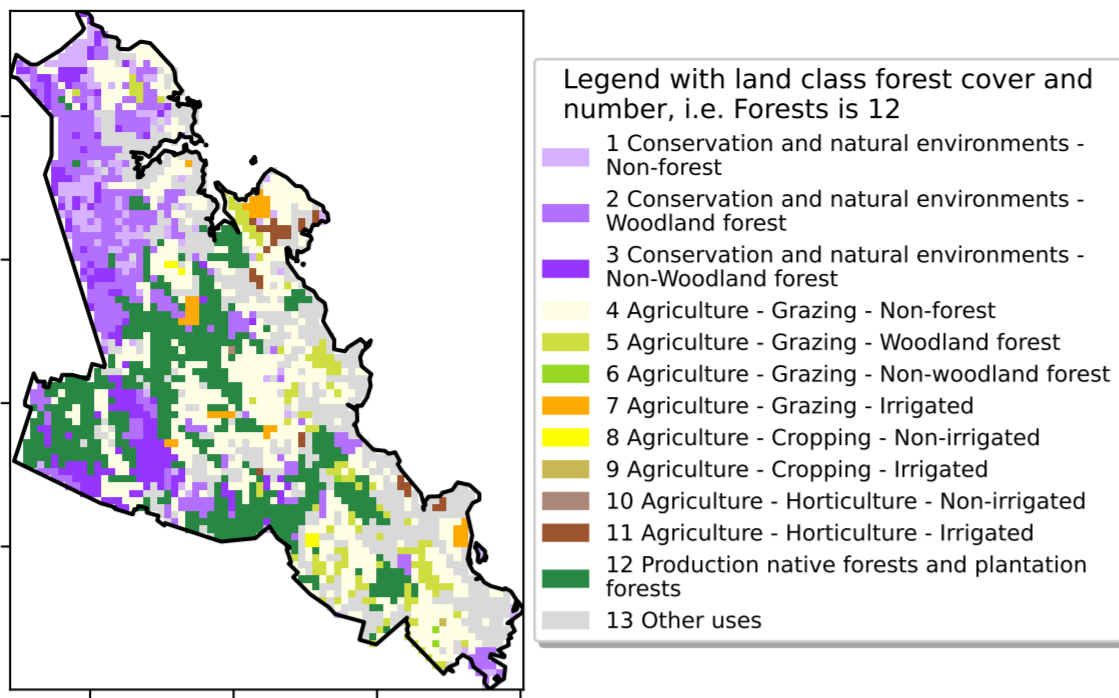 Legend with land class forest cover and
number, i.e. Forests is 12
1 Conservation and natural environments -
Non-forest
2 Conservation and natural environments -
Woodland forest
3 Conservation and natural environments -
Non-Woodland forest
4 Agriculture - Grazing - Non-forest
5 Agriculture - Grazing - Woodland forest
6 Agriculture - Grazing - Non-woodland forest
7 Agriculture - Grazing - Irrigated
8 Agriculture - Cropping - Non-irrigated
9 Agriculture - Cropping - Irrigated
10 Agriculture - Horticulture - Non-irrigated
11 Agriculture - Horticulture - Irrigated
12 Production native forests and plantation
forests
13 Other uses